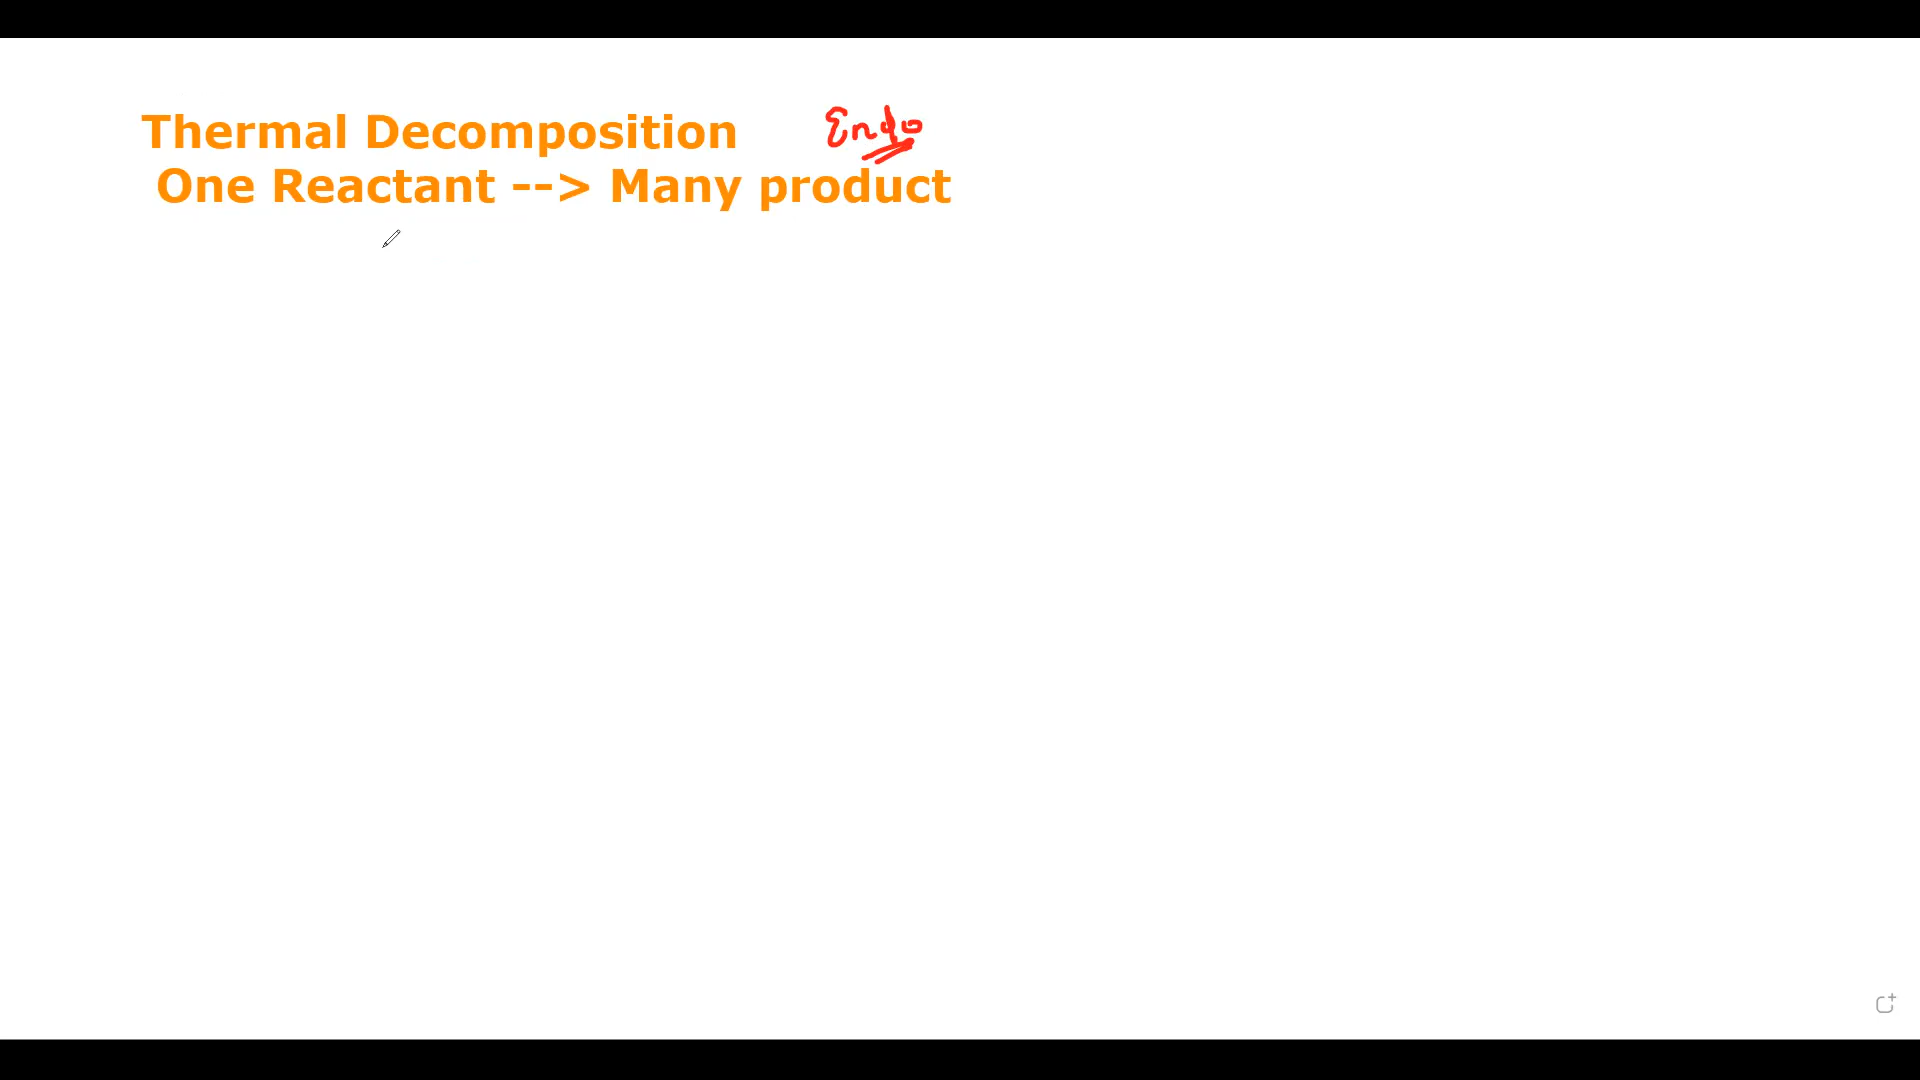 Thermal Decomposition Endo
One Reactant --> Many product